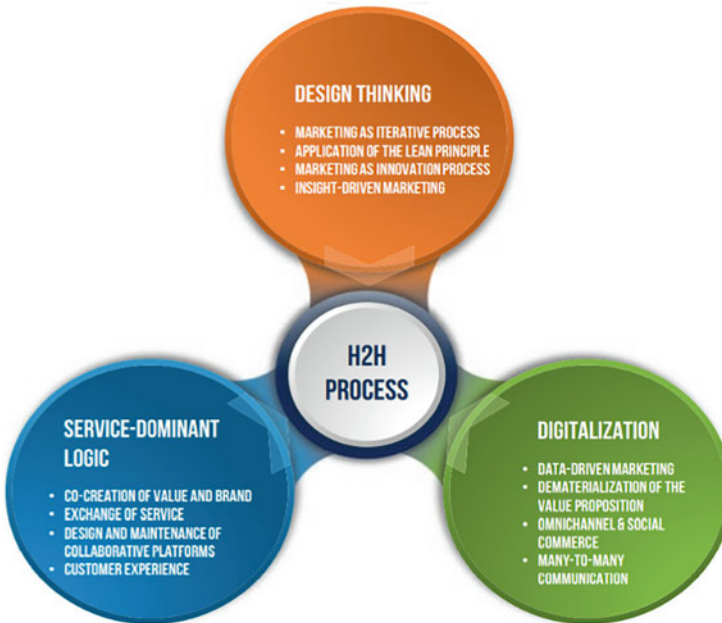 DESIGN THINKING
• MARKETING AS ITERATIVE PROCESS
• APPLICATION OF THE LEAN PRINCIPLE
• MARKETING AS INNOVATION PROCESS
• INSIGHT-DRIVEN MARKETING
H2H
PROCESS
SERVICE-DOMINANT
LOGIC
• CO-CREATION OF VALUE AND BRAND
• EXCHANGE OF SERVICE
• DESIGN AND MAINTENANCE OF
COLLABORATIVE PLATFORMS
• CUSTOMER EXPERIENCE
DIGITALIZATION
• DATA-DRIVEN MARKETING
• DEMATERIALIZATION OF THE
VALUE PROPOSITION
• OMNICHANNEL & SOCIAL
COMMERCE
• MANY-TO-MANY
COMMUNICATION